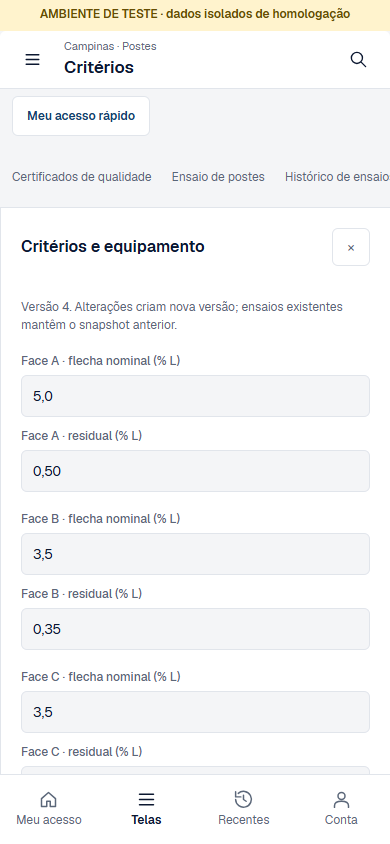 AMBIENTE DE TESTE · dados isolados de homologação
Campinas · Postes
Critérios
Meu acesso rápido
Certificados de qualidade Ensaio de postes Histórico de ensaio
Critérios e equipamento
×
Versão 4. Alterações criam nova versão; ensaios existentes
mantêm o snapshot anterior.
Face A · flecha nominal (% L)
5,0
Face A · residual (% L)
0,50
Face B · flecha nominal (% L)
3,5
Face B · residual (% L)
0,35
Face C · flecha nominal (% L)
3,5
Face C · residual (% L)
Meu acesso Telas Recentes Conta